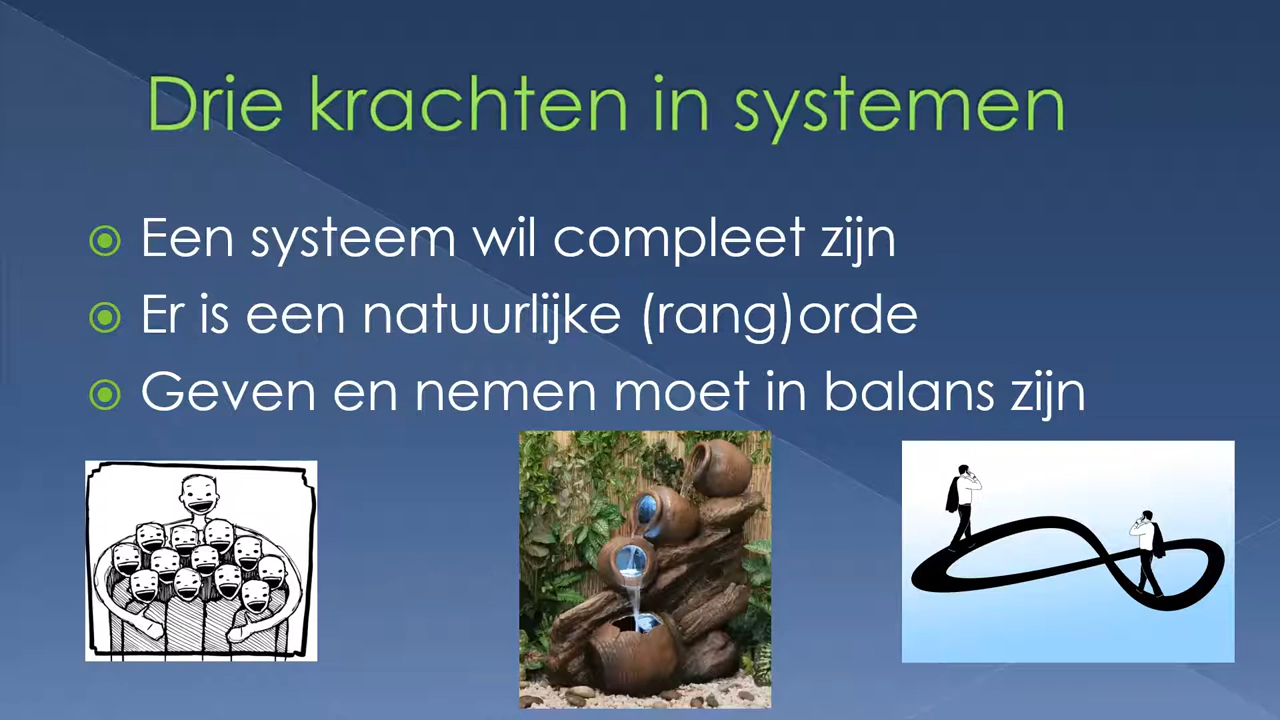 Drie krachten in systemen
Een systeem wil compleet zijn
Er is een natuurlijke (rang)orde
Geven en nemen moet in balans zijn